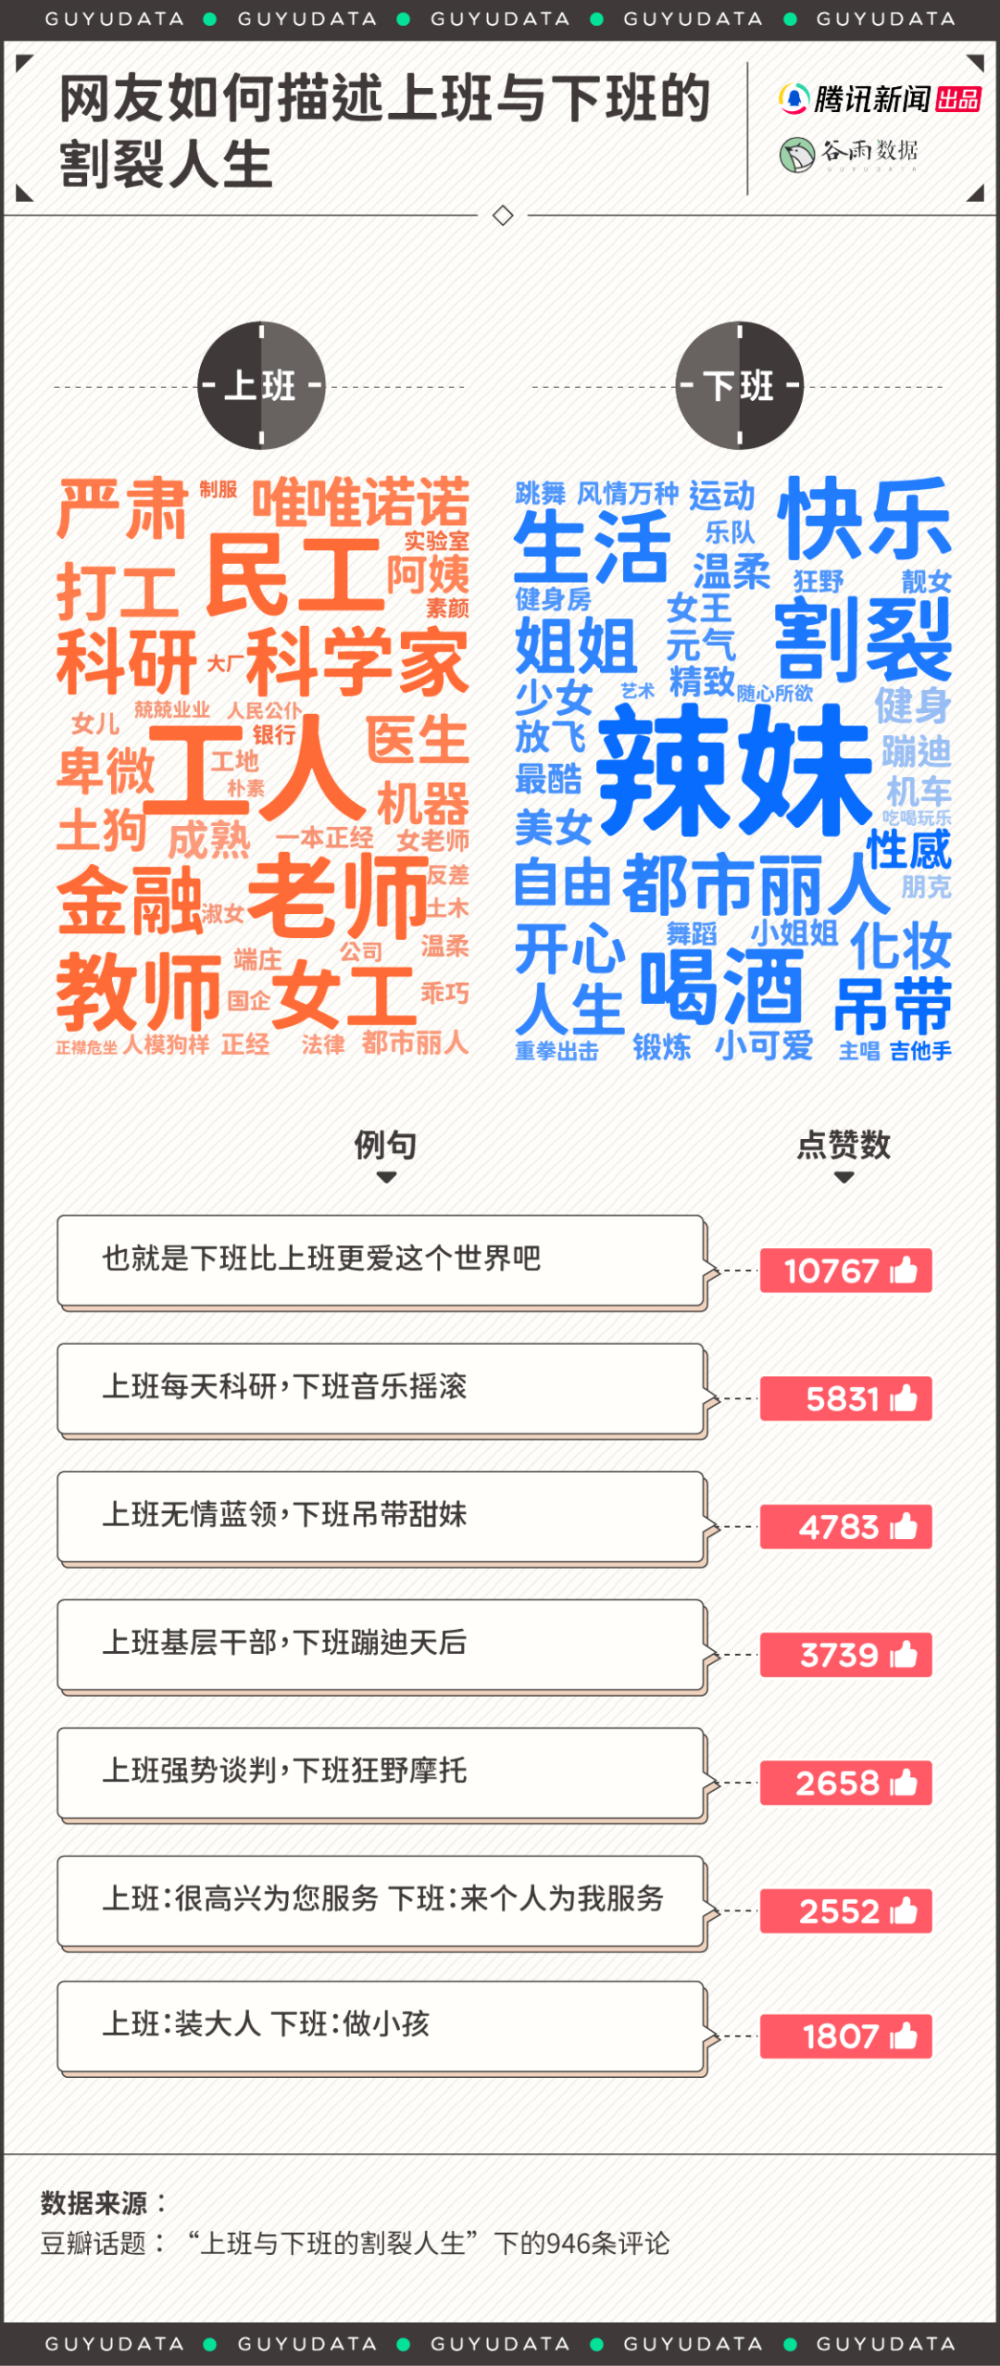 GUYUDATA ● GUYUDATA ● GUYUDATA ● GUYUDATA ● GUYUDATA
网友如何描述上班与下班的
割裂人生
腾讯新闻 出品
谷雨数据
GUYUDATA
上班
严肃 制服 唯唯诺诺
民工 实验室
打工 阿姨
素颜
科研 大厂 科学家
女儿 兢兢业业 人民公仆
工人 银行 医生
卑微 工地
朴素 机器
土狗 成熟 一本正经 女老师
金融 淑女 老师 反差
土木
教师 端庄 公司 温柔
国企 女工 乖巧
正襟危坐 人模狗样 正经 法律 都市丽人
下班
跳舞 风情万种 运动 快乐
生活 乐队
温柔 狂野 靓女
健身房 女王 割裂
姐姐 元气
少女 艺术 精致 随心所欲 健身
放飞 辣妹 蹦迪
最酷 机车
美女 吃喝玩乐
性感
自由 都市丽人 朋克
开心 舞蹈 小姐姐 化妆
人生 喝酒 吊带
重拳出击 锻炼 小可爱 主唱 吉他手
例句 点赞数
也就是下班比上班更爱这个世界吧 10767
上班每天科研,下班音乐摇滚 5831
上班无情蓝领,下班吊带甜妹 4783
上班基层干部,下班蹦迪天后 3739
上班强势谈判,下班狂野摩托 2658
上班:很高兴为您服务 下班:来个人为我服务 2552
上班:装大人 下班:做小孩 1807
数据来源：
豆瓣话题：“上班与下班的割裂人生”下的946条评论
GUYUDATA ● GUYUDATA ● GUYUDATA ● GUYUDATA ● GUYUDATA